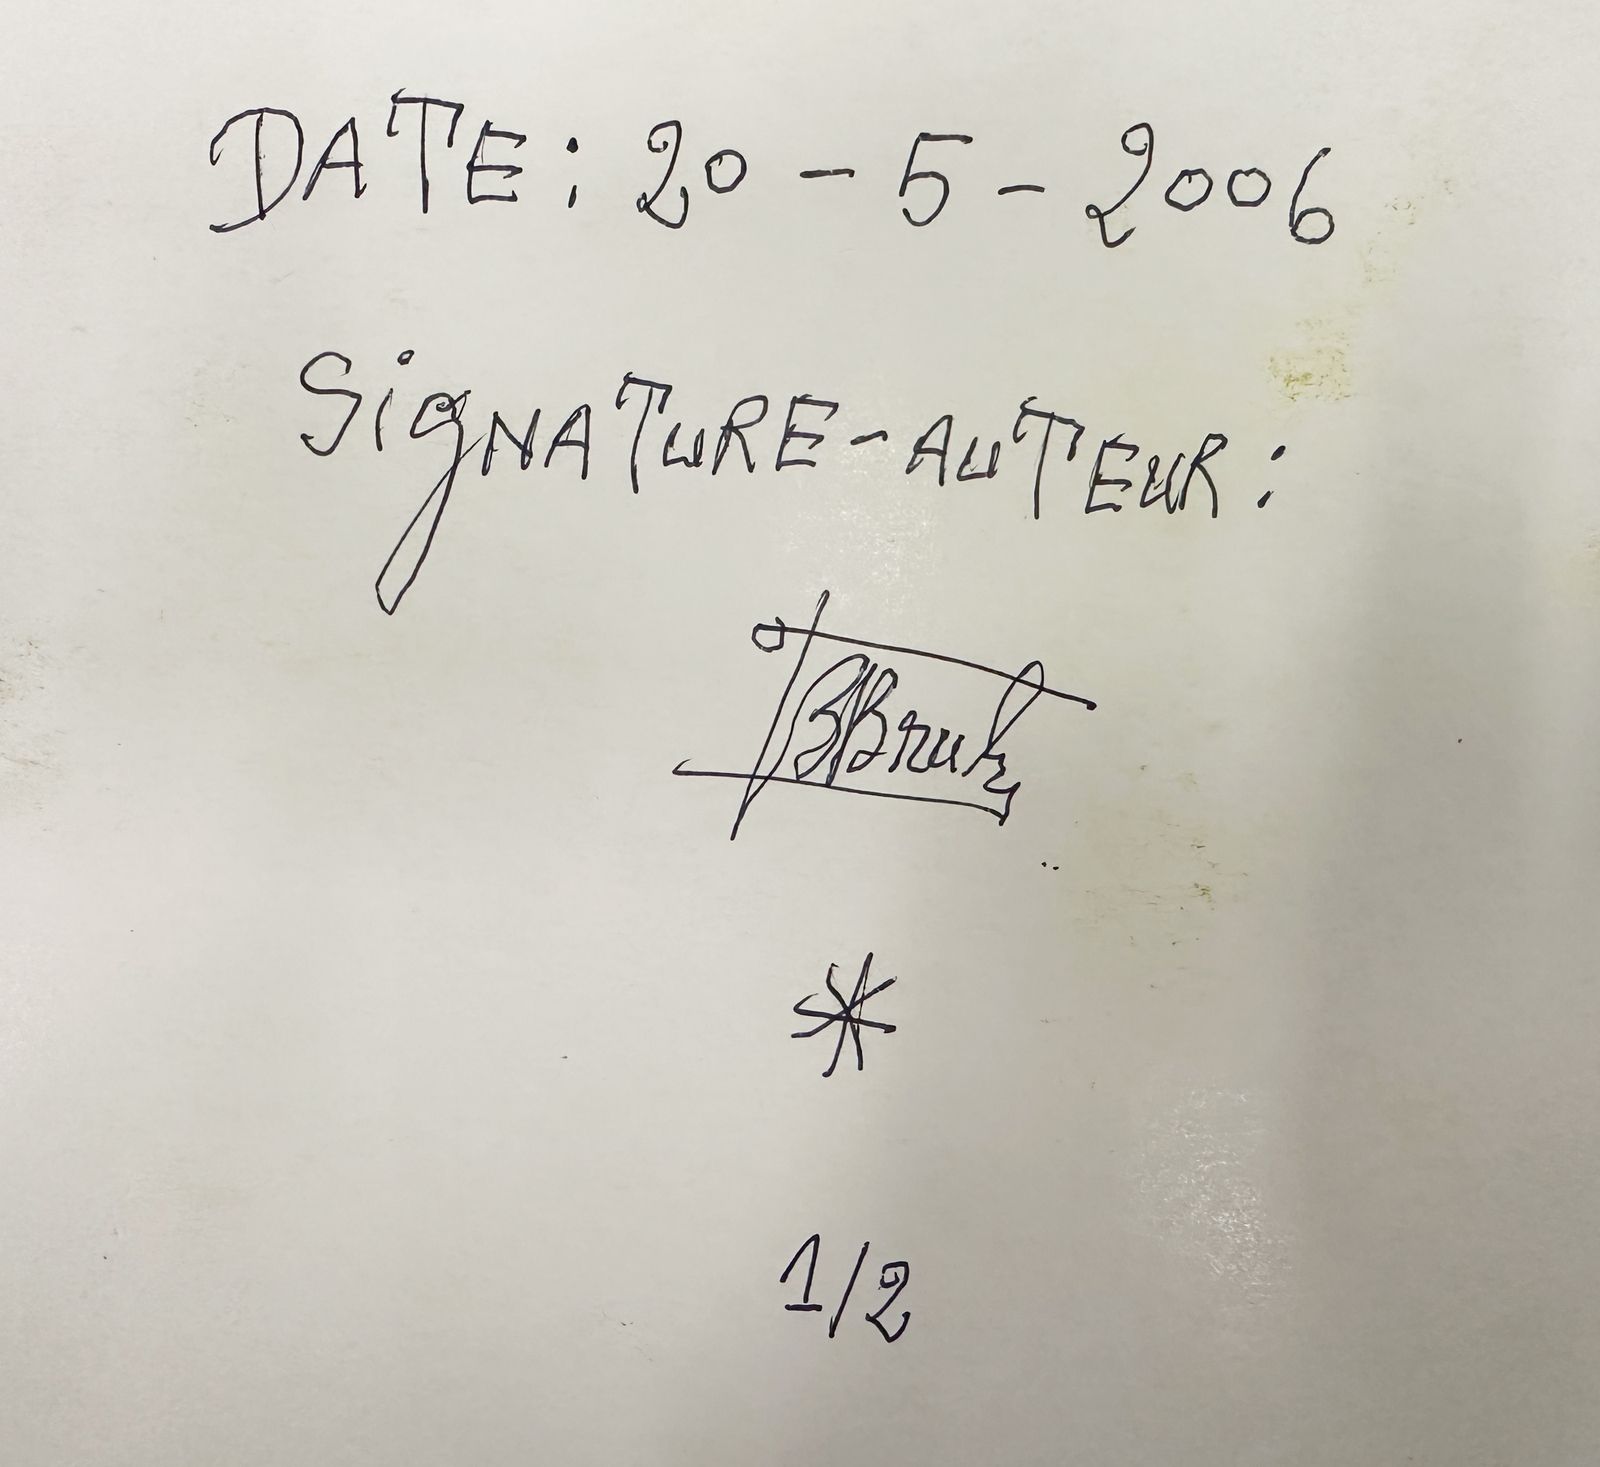 DATE: 20 - 5 - 2006
SigNATuRE - AuTEuR:
*
1/2